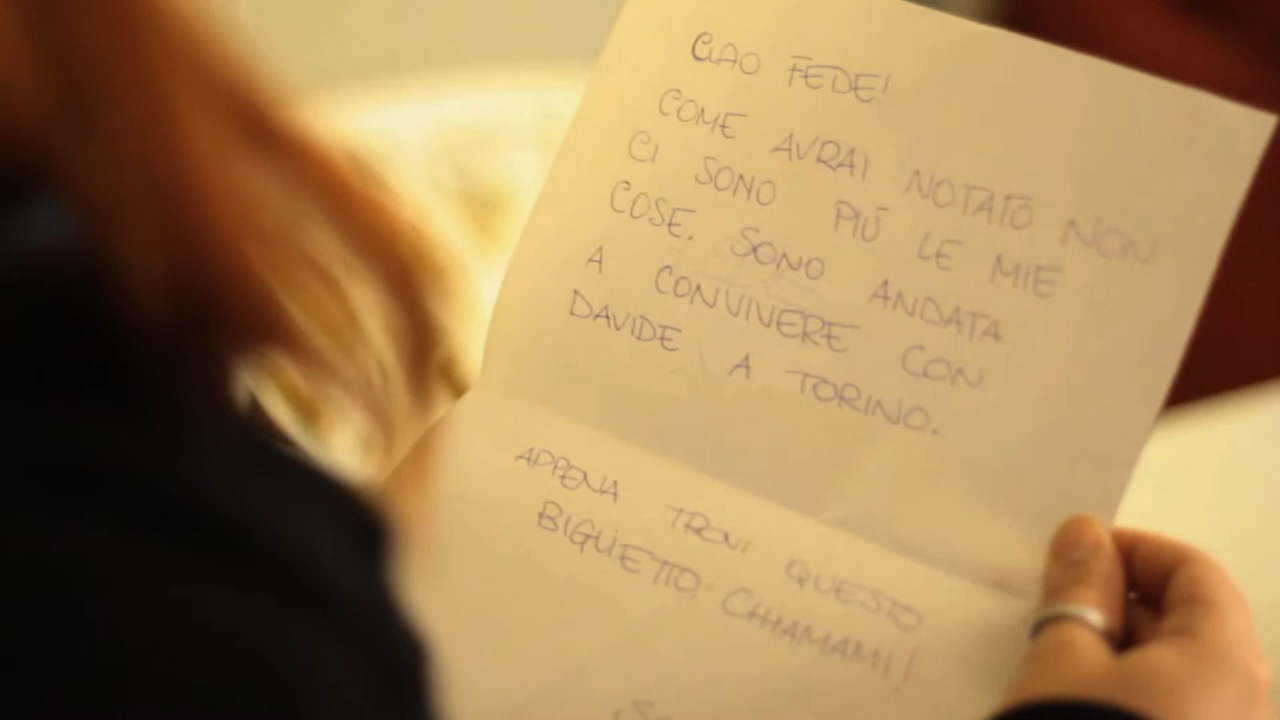 CIAO FEDE!
COME AVRAI NOTATO NON
CI SONO PIÚ LE MIE
COSE. SONO ANDATA
A CONVIVERE CON
DAVIDE A TORINO.
APPENA TROVI QUESTO
BIGLIETTO, CHIAMAMI!